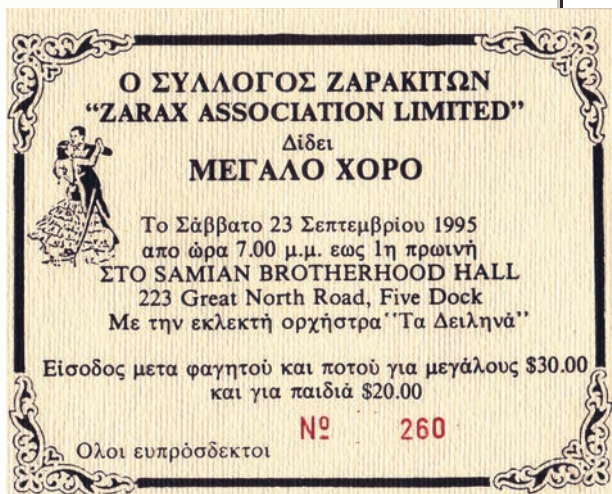 Ο ΣΥΛΛΟΓΟΣ ΖΑΡΑΚΙΤΩΝ
“ZARAX ASSOCIATION LIMITED”
Δίδει
ΜΕΓΑΛΟ ΧΟΡΟ
Το Σάββατο 23 Σεπτεμβρίου 1995
απο ώρα 7.00 μ.μ. εως 1η πρωινή
ΣΤΟ SAMIAN BROTHERHOOD HALL
223 Great North Road, Five Dock
Με την εκλεκτή ορχήστρα “Τα Δειληνά”
Είσοδος μετα φαγητού και ποτού για μεγάλους $30.00
και για παιδιά $20.00
Nº 260
Ολοι ευπρόσδεκτοι